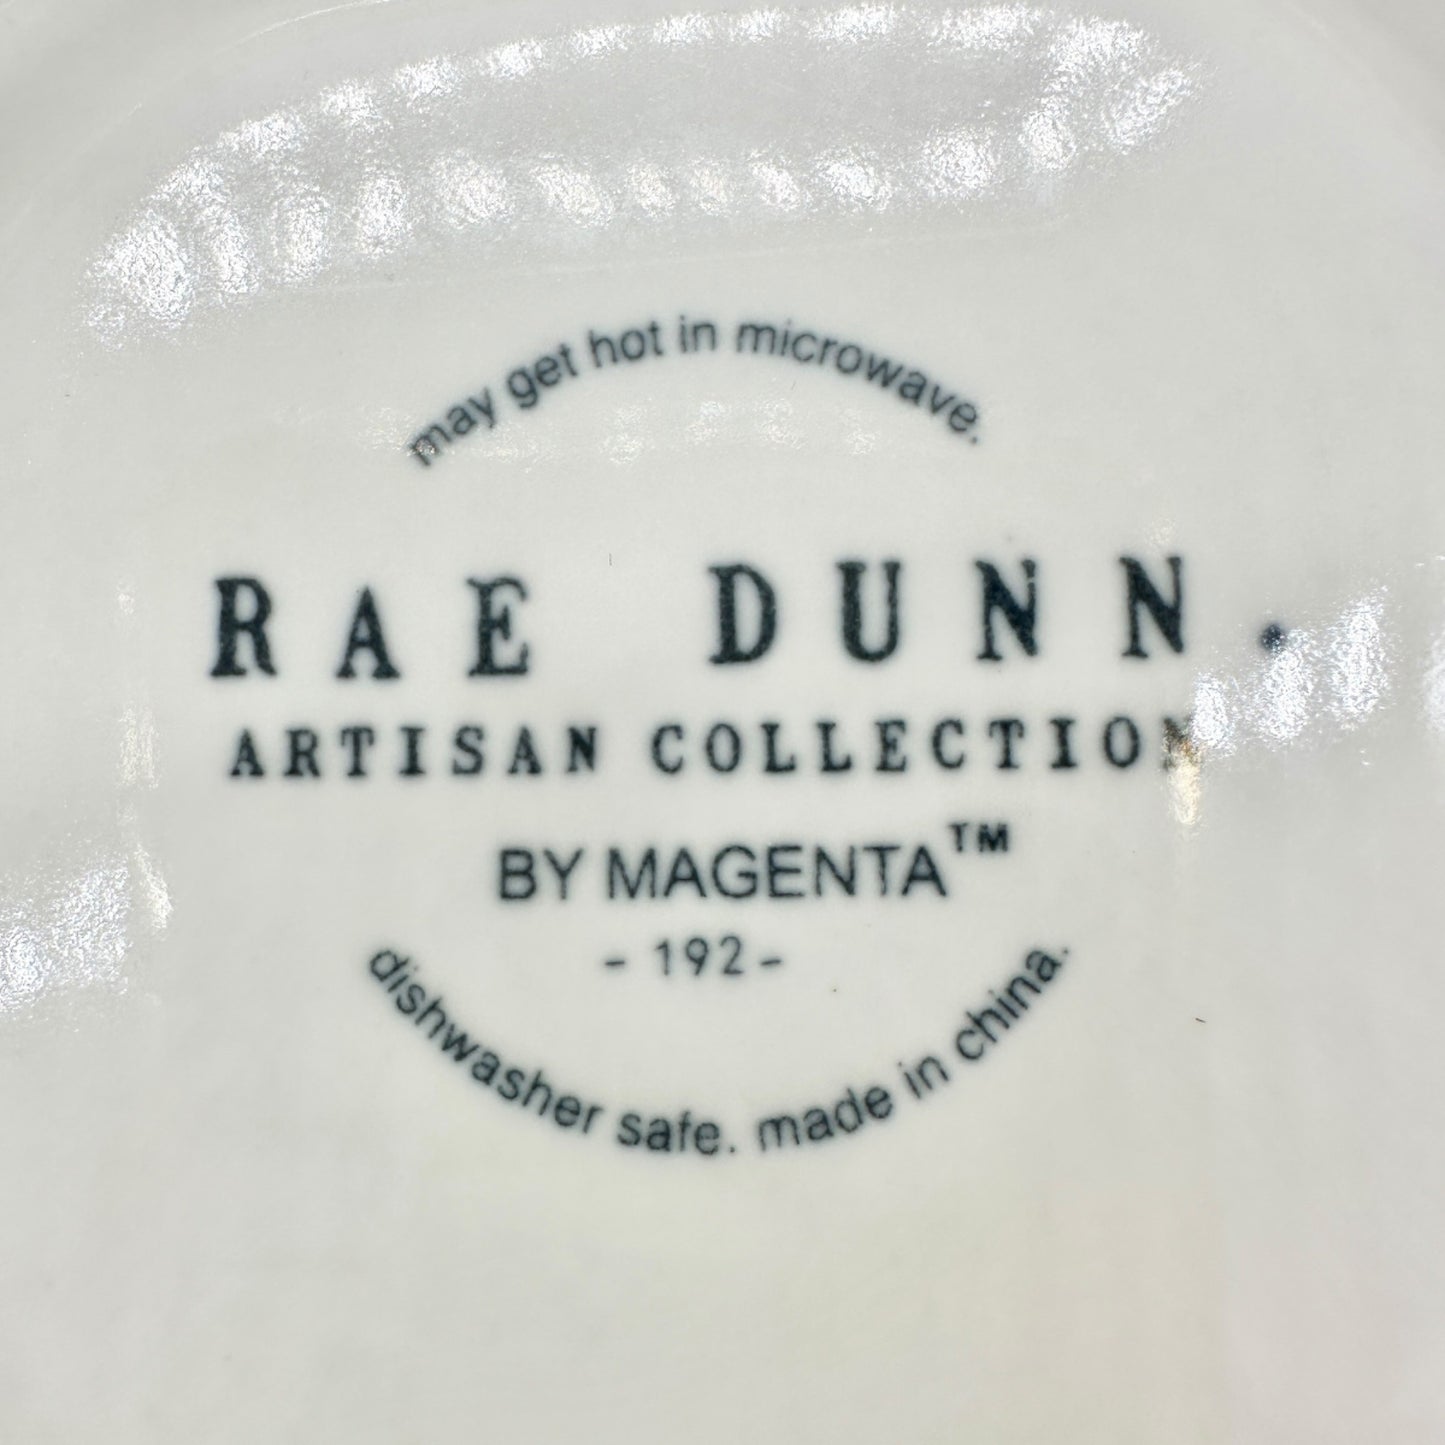 may get hot in microwave.
RAE DUNN.
ARTISAN COLLECTION
BY MAGENTA™
- 192 -
dishwasher safe. made in china.